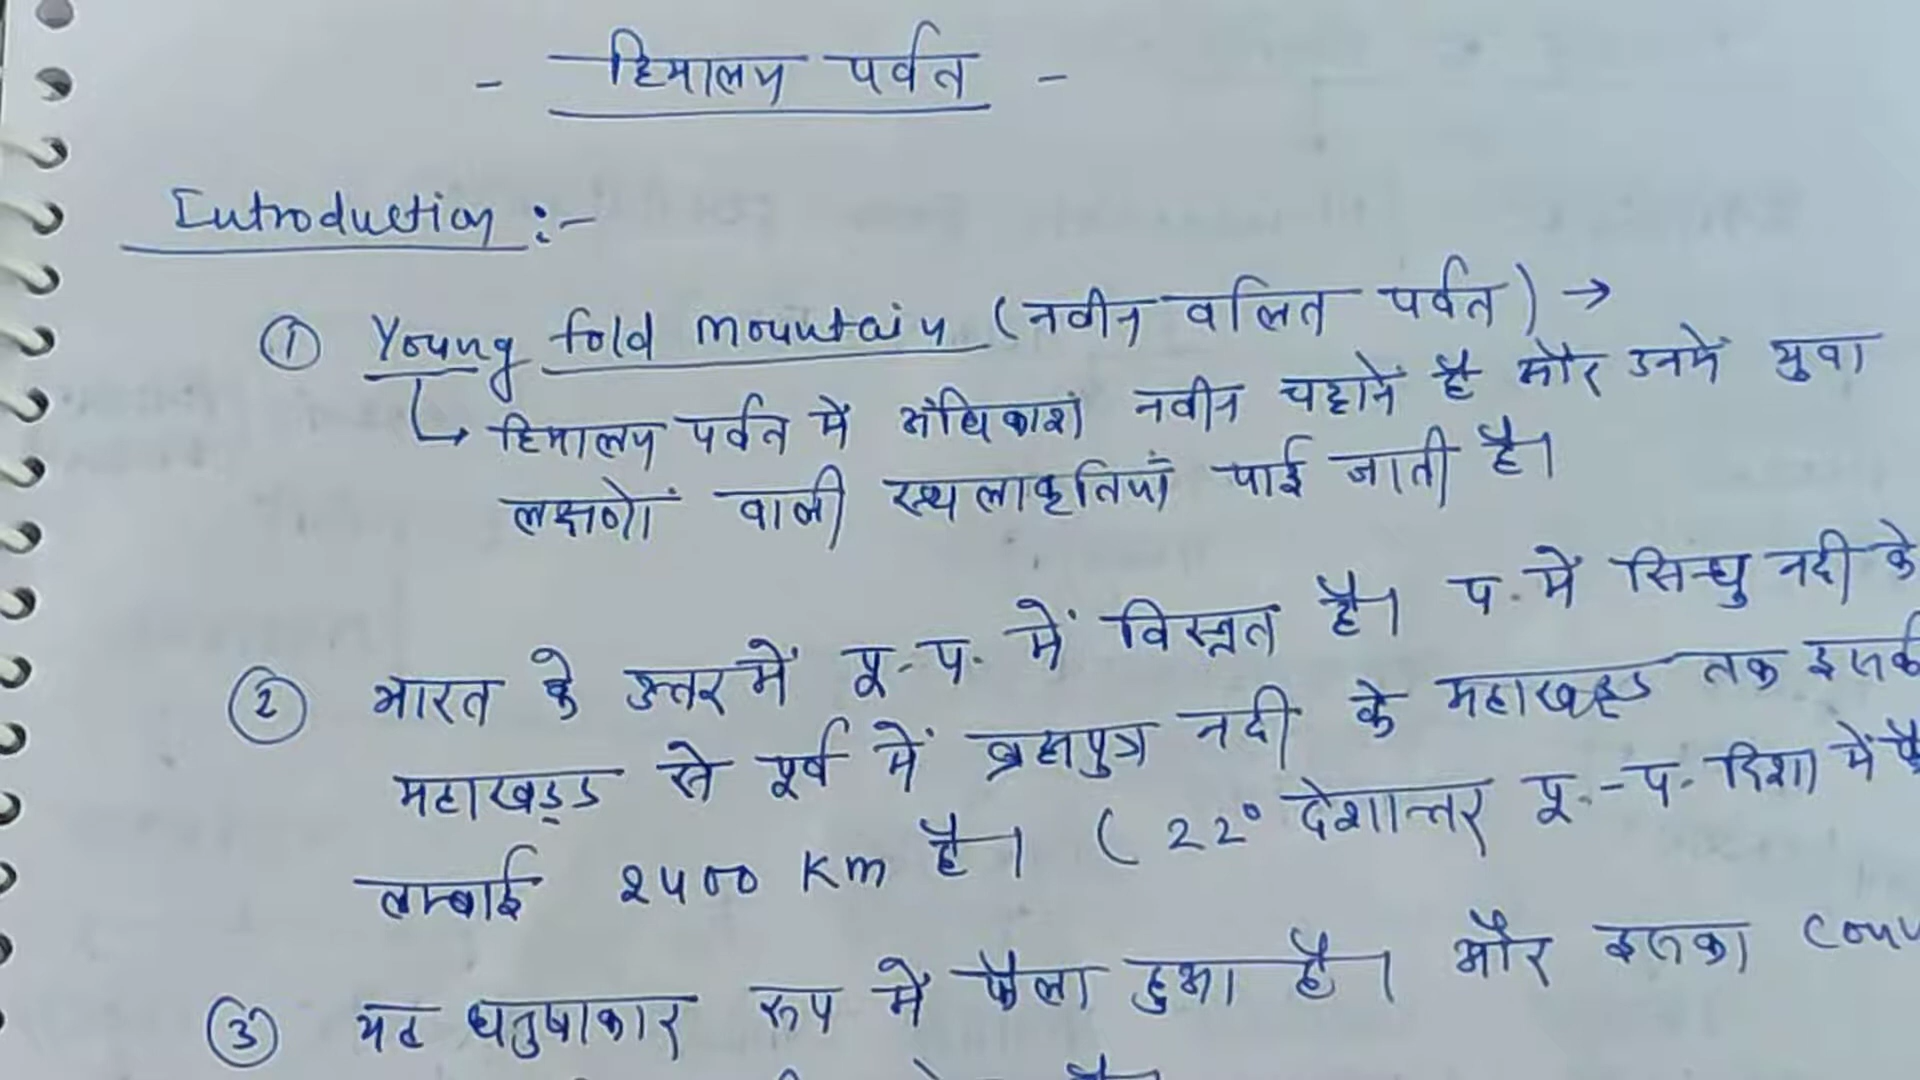 - हिमालय पर्वत -
Introduction :-
① Young fold mountain (नवीन वलित पर्वत) →
↳ हिमालय पर्वत में अधिकाशं नवीन चट्टाने है और उनमें युवा
लक्षणों वाली स्थलाकृतियाँ पाई जाती है।
② भारत के उत्तर में पू.-प. में विस्तृत है। प. में सिन्धु नदी के
महाखड्ड से पूर्व में ब्रह्मपुत्र नदी के महाखड्ड तक इसकी
लम्बाई 2400 Km है। ( 22° देशान्तर पू.-प. दिशा में
③ यह धनुषाकार रूप में फैला हुआ है। और इसका